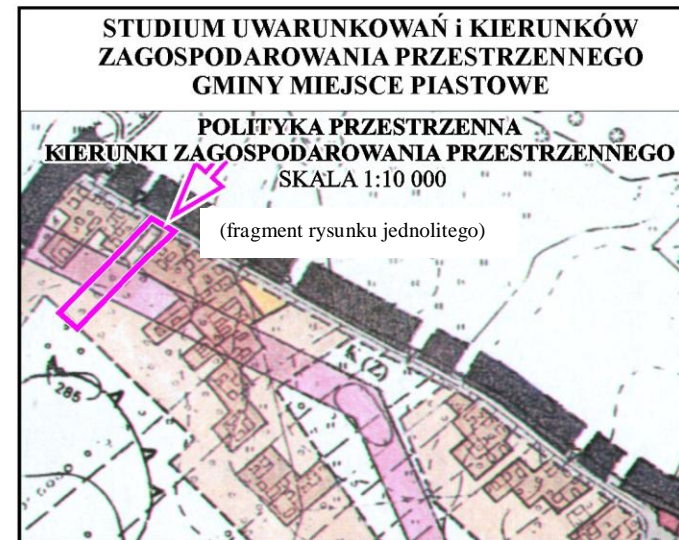 STUDIUM UWARUNKOWAŃ i KIERUNKÓW
ZAGOSPODAROWANIA PRZESTRZENNEGO
GMINY MIEJSCE PIASTOWE
POLITYKA PRZESTRZENNA
KIERUNKI ZAGOSPODAROWANIA PRZESTRZENNEGO
SKALA 1:10 000
(fragment rysunku jednolitego)
K (Z)
285